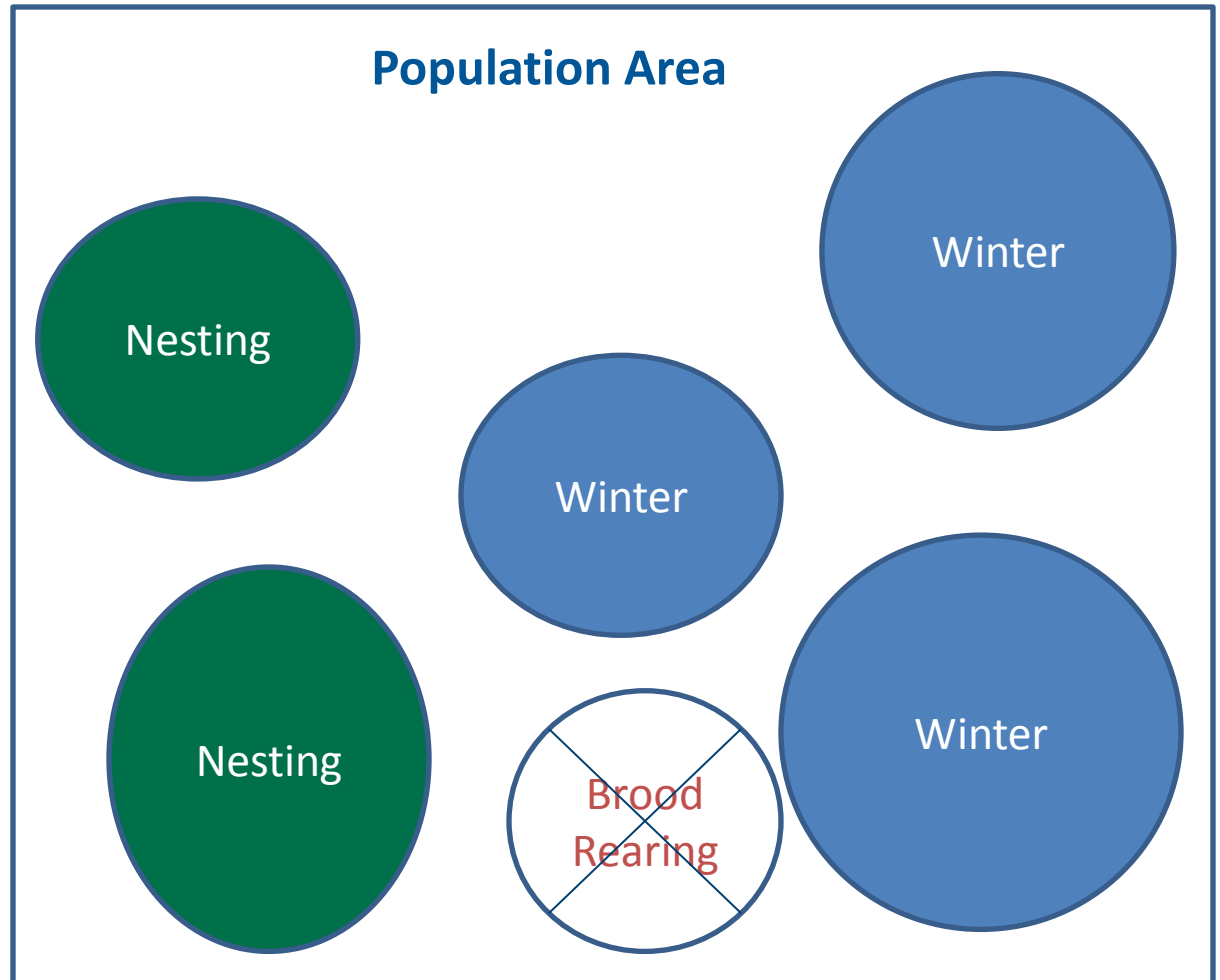 Population Area
Winter
Nesting
Winter
Winter
Nesting
Brood
Rearing